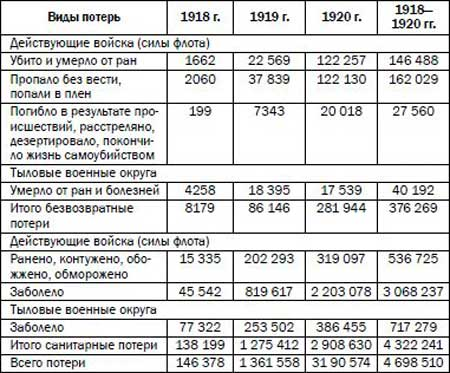 Виды потерь 1918 г. 1919 г. 1920 г. 1918—
1920 гг.
Действующие войска (силы флота)
Убито и умерло от ран 1662 22 569 122 257 146 488
Пропало без вести, 2060 37 839 122 130 162 029
попали в плен
Погибло в результате про- 199 7343 20 018 27 560
исшествий, расстреляно,
дезертировало, покончи-
ло жизнь самоубийством
Тыловые военные округа
Умерло от ран и болезней 4258 18 395 17 539 40 192
Итого безвозвратные 8179 86 146 281 944 376 269
потери
Действующие войска (силы флота)
Ранено, контужено, обо- 15 335 202 293 319 097 536 725
жжено, обморожено
Заболело 45 542 819 617 2 203 078 3 068 237
Тыловые военные округа
Заболело 77 322 253 502 386 455 717 279
Итого санитарные потери 138 199 1 275 412 2 908 630 4 322 241
Всего потери 146 378 1 361 558 31 90 574 4 698 510